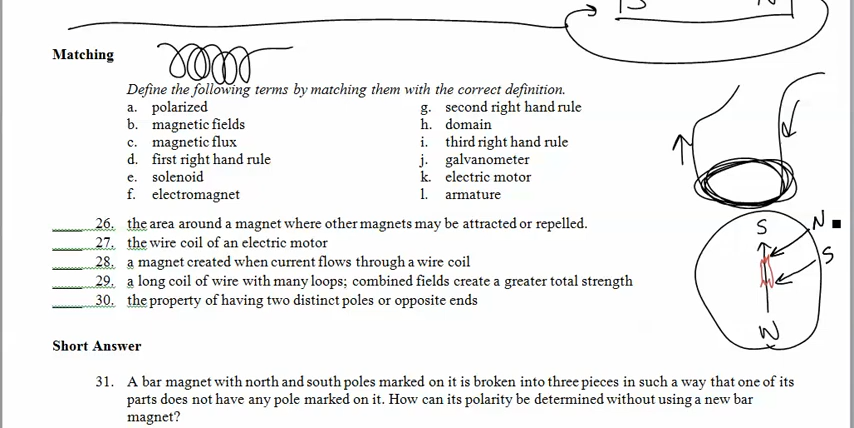 S N
Matching
Define the following terms by matching them with the correct definition.
a. polarized
b. magnetic fields
c. magnetic flux
d. first right hand rule
e. solenoid
f. electromagnet
g. second right hand rule
h. domain
i. third right hand rule
j. galvanometer
k. electric motor
l. armature
______ 26. the area around a magnet where other magnets may be attracted or repelled.
______ 27. the wire coil of an electric motor
______ 28. a magnet created when current flows through a wire coil
______ 29. a long coil of wire with many loops; combined fields create a greater total strength
______ 30. the property of having two distinct poles or opposite ends
S N
S
N
Short Answer
31. A bar magnet with north and south poles marked on it is broken into three pieces in such a way that one of its
parts does not have any pole marked on it. How can its polarity be determined without using a new bar
magnet?